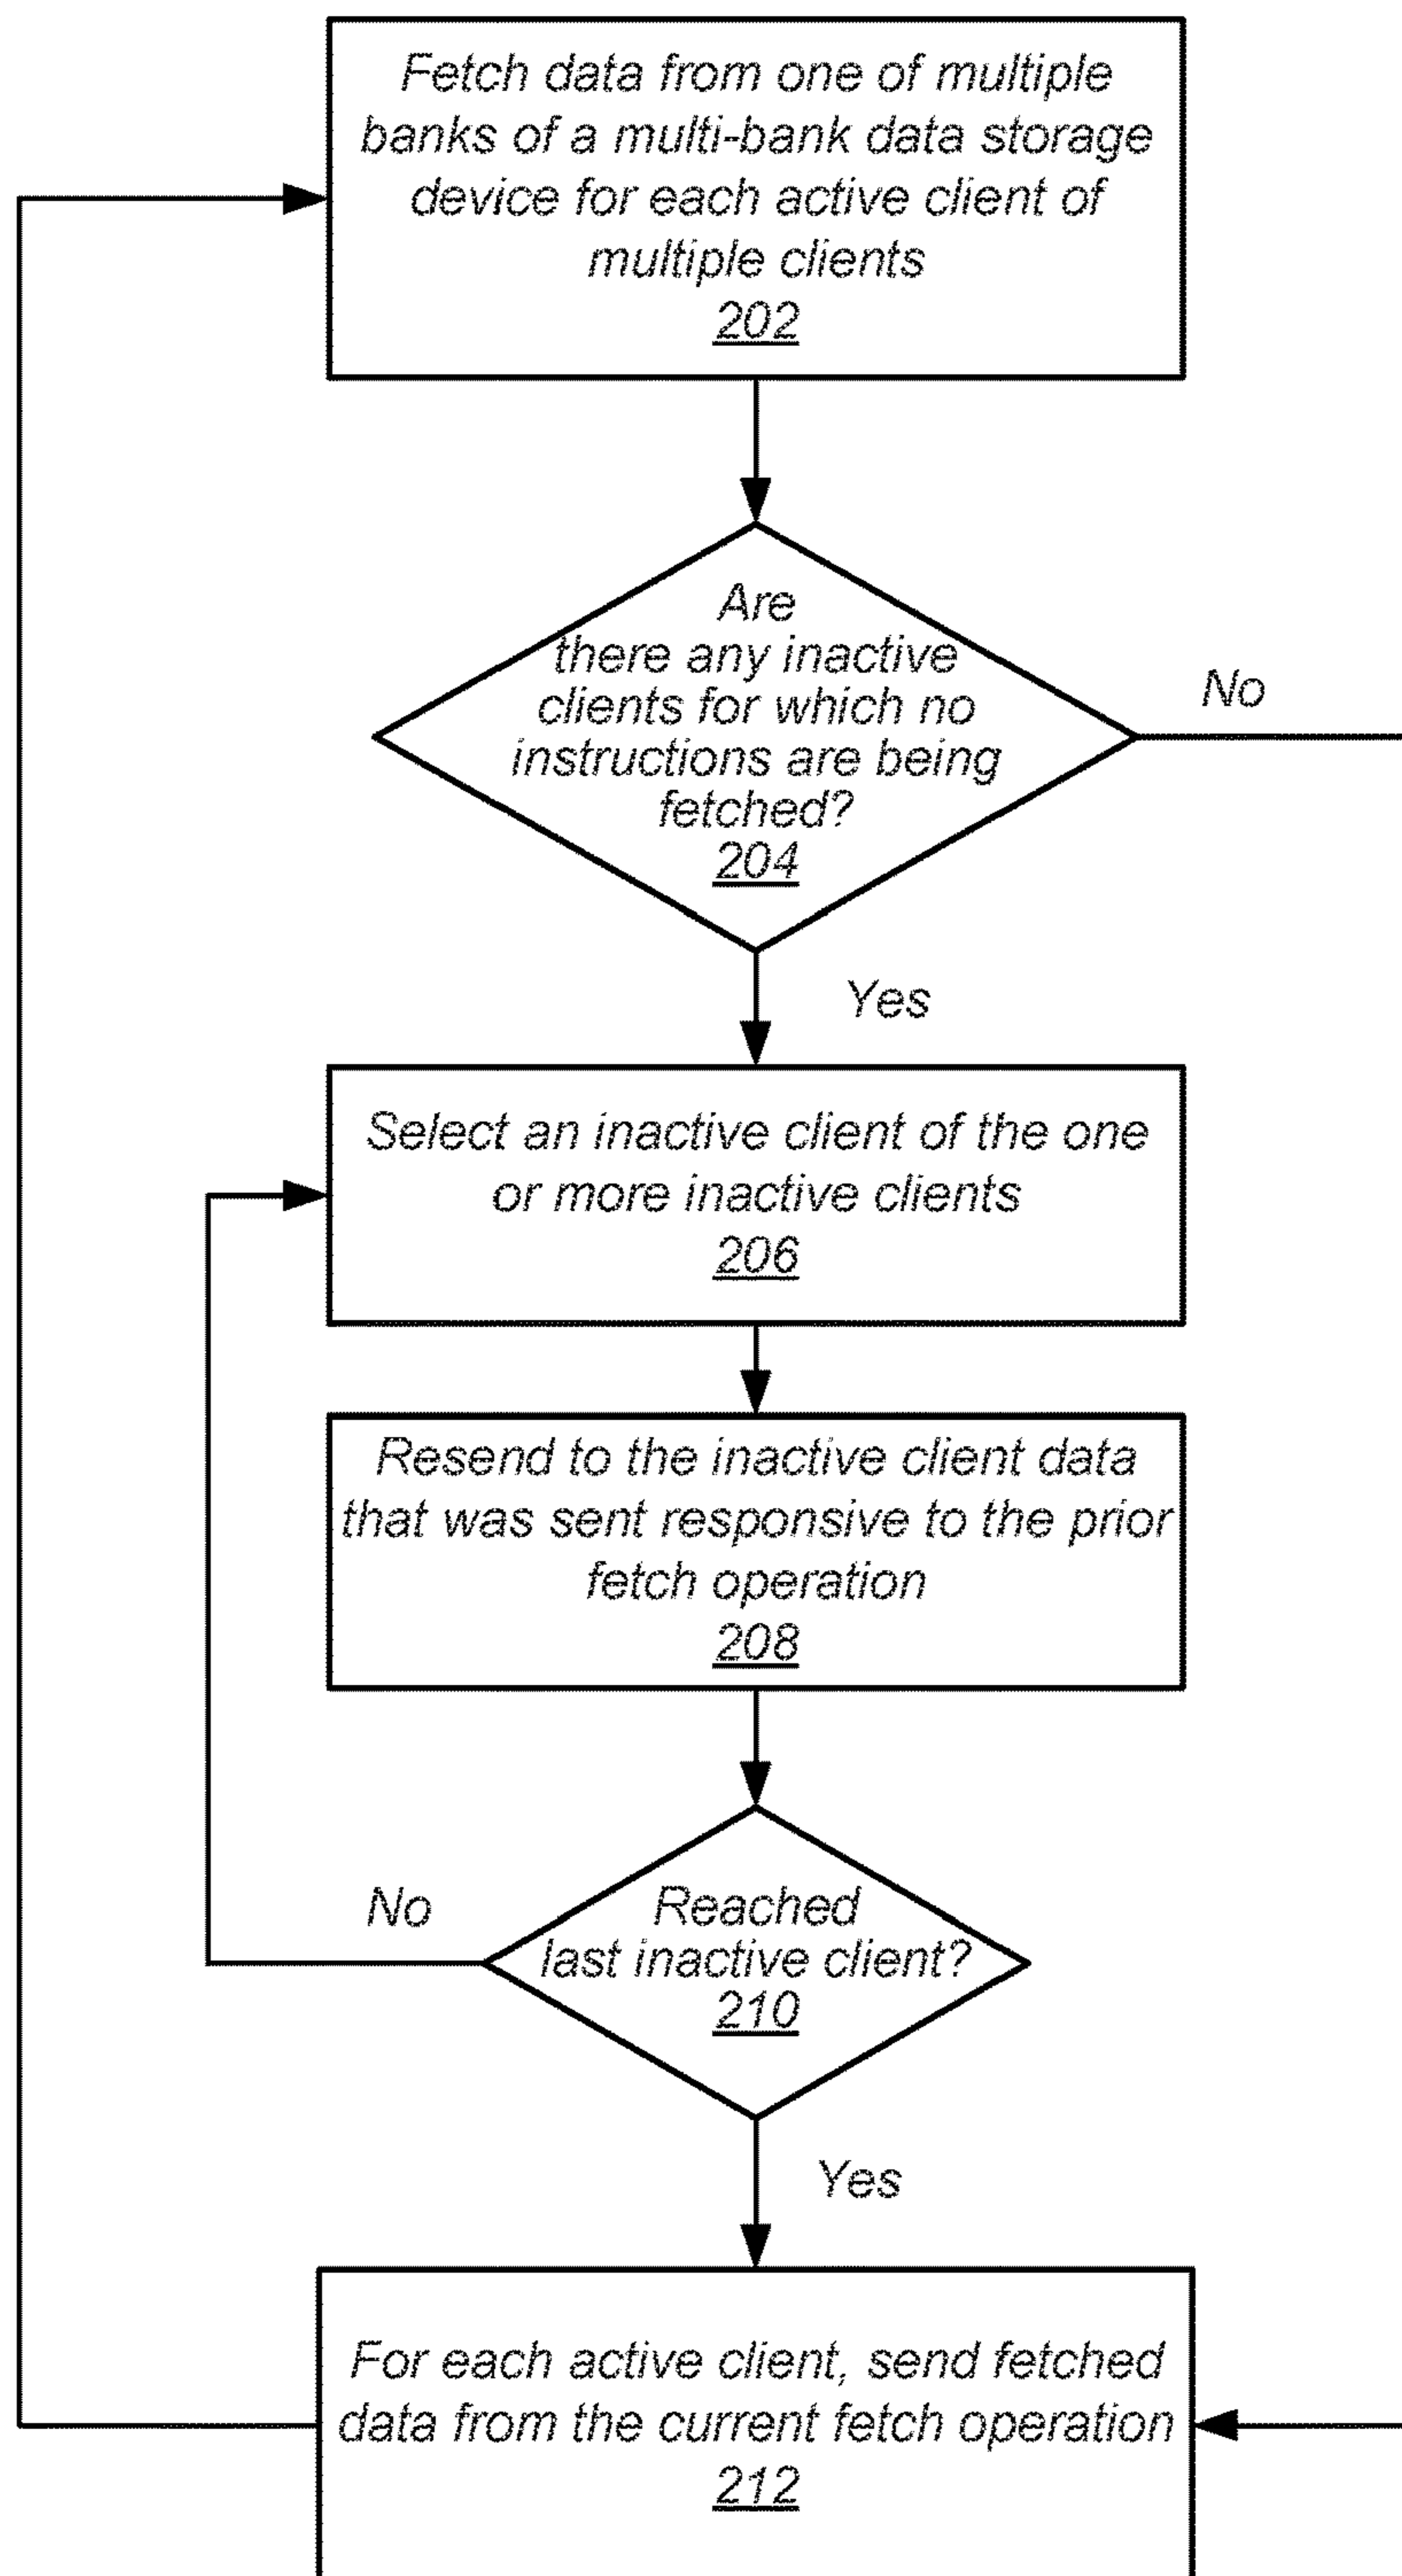 Fetch data from one of multiple
banks of a multi-bank data storage
device for each active client of
multiple clients
202
Are
there any inactive
clients for which no
instructions are being
fetched?
204
No
Yes
Select an inactive client of the one
or more inactive clients
206
Resend to the inactive client data
that was sent responsive to the prior
fetch operation
208
No
Reached
last inactive client?
210
Yes
For each active client, send fetched
data from the current fetch operation
212